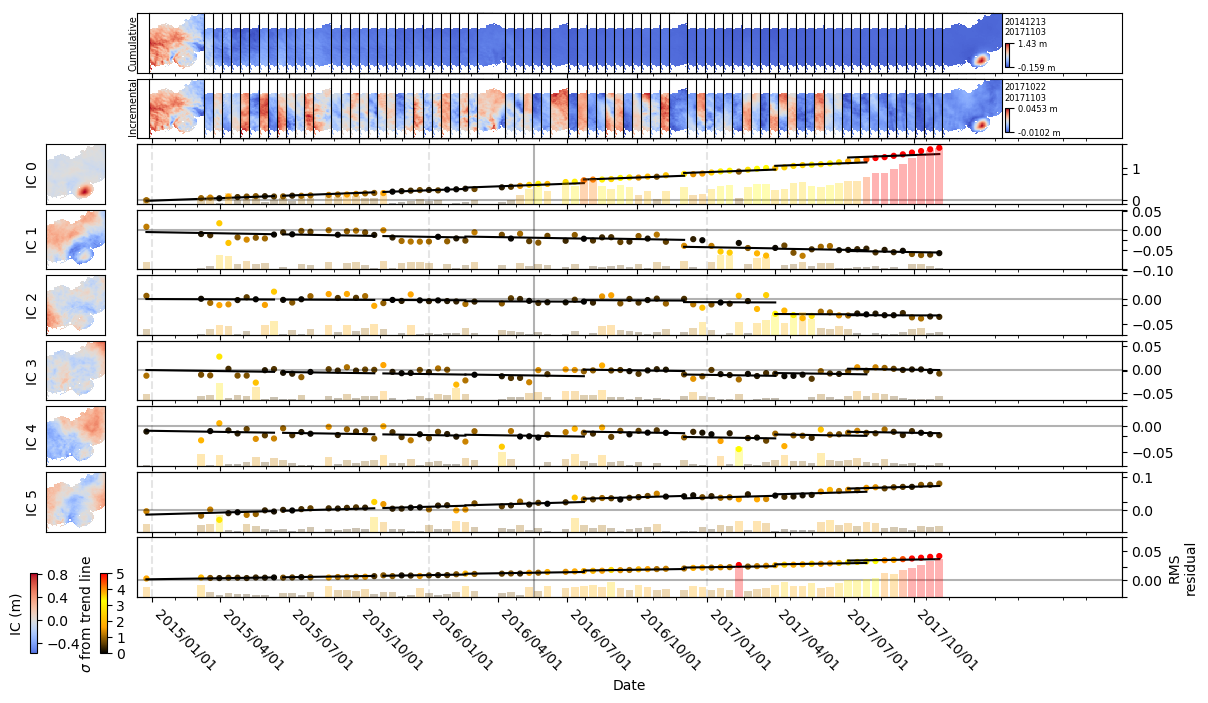 Cumulative
20141213
20171103
1.43 m
-0.159 m
Incremental
20171022
20171103
0.0453 m
-0.0102 m
IC 0
1
0
IC 1
0.05
0.00
−0.05
−0.10
IC 2
0.00
−0.05
IC 3
0.05
0.00
−0.05
IC 4
0.00
−0.05
IC 5
0.1
0.0
0.05
0.00
RMS
residual
IC (m)
0.8
0.4
0.0
−0.4
σ from trend line
5
4
3
2
1
0
2015/01/01
2015/04/01
2015/07/01
2015/10/01
2016/01/01
2016/04/01
2016/07/01
2016/10/01
2017/01/01
2017/04/01
2017/07/01
2017/10/01
Date